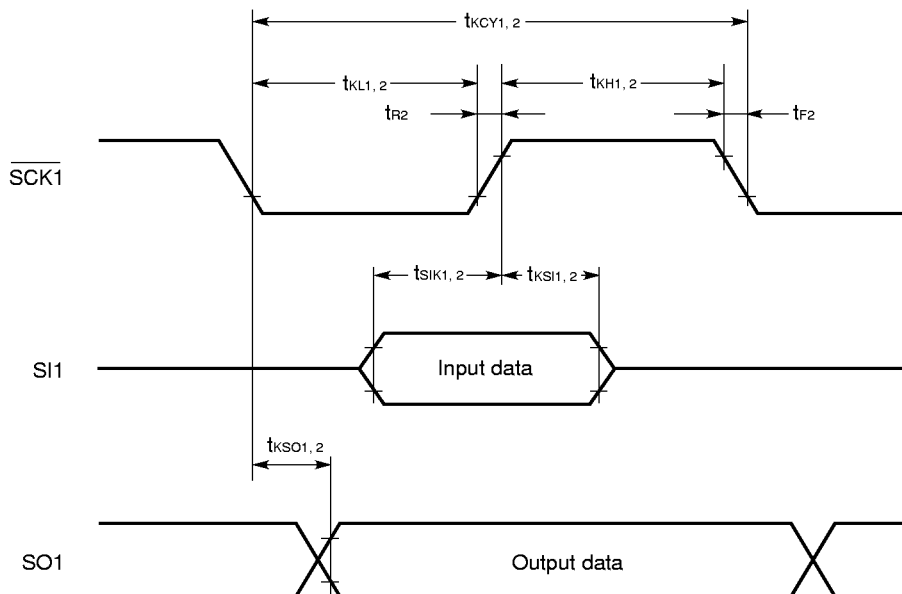 tKCY1, 2
tKL1, 2
tKH1, 2
tR2
tF2
SCK1
tSIK1, 2
tKSI1, 2
SI1
Input data
tKSO1, 2
SO1
Output data